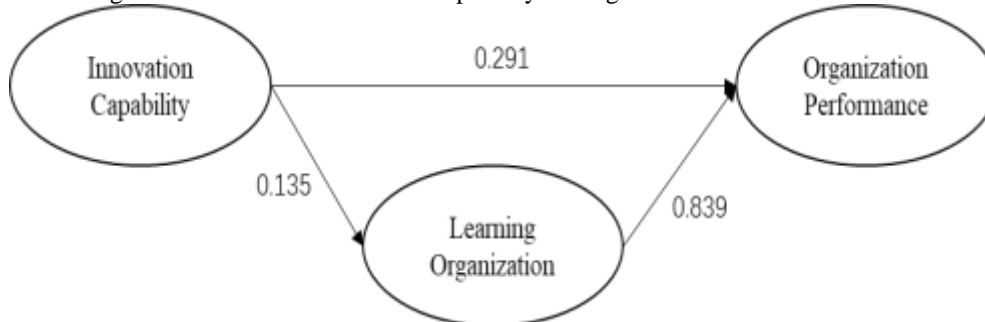 Innovation
Capability
0.291
Organization
Performance
0.135
0.839
Learning
Organization